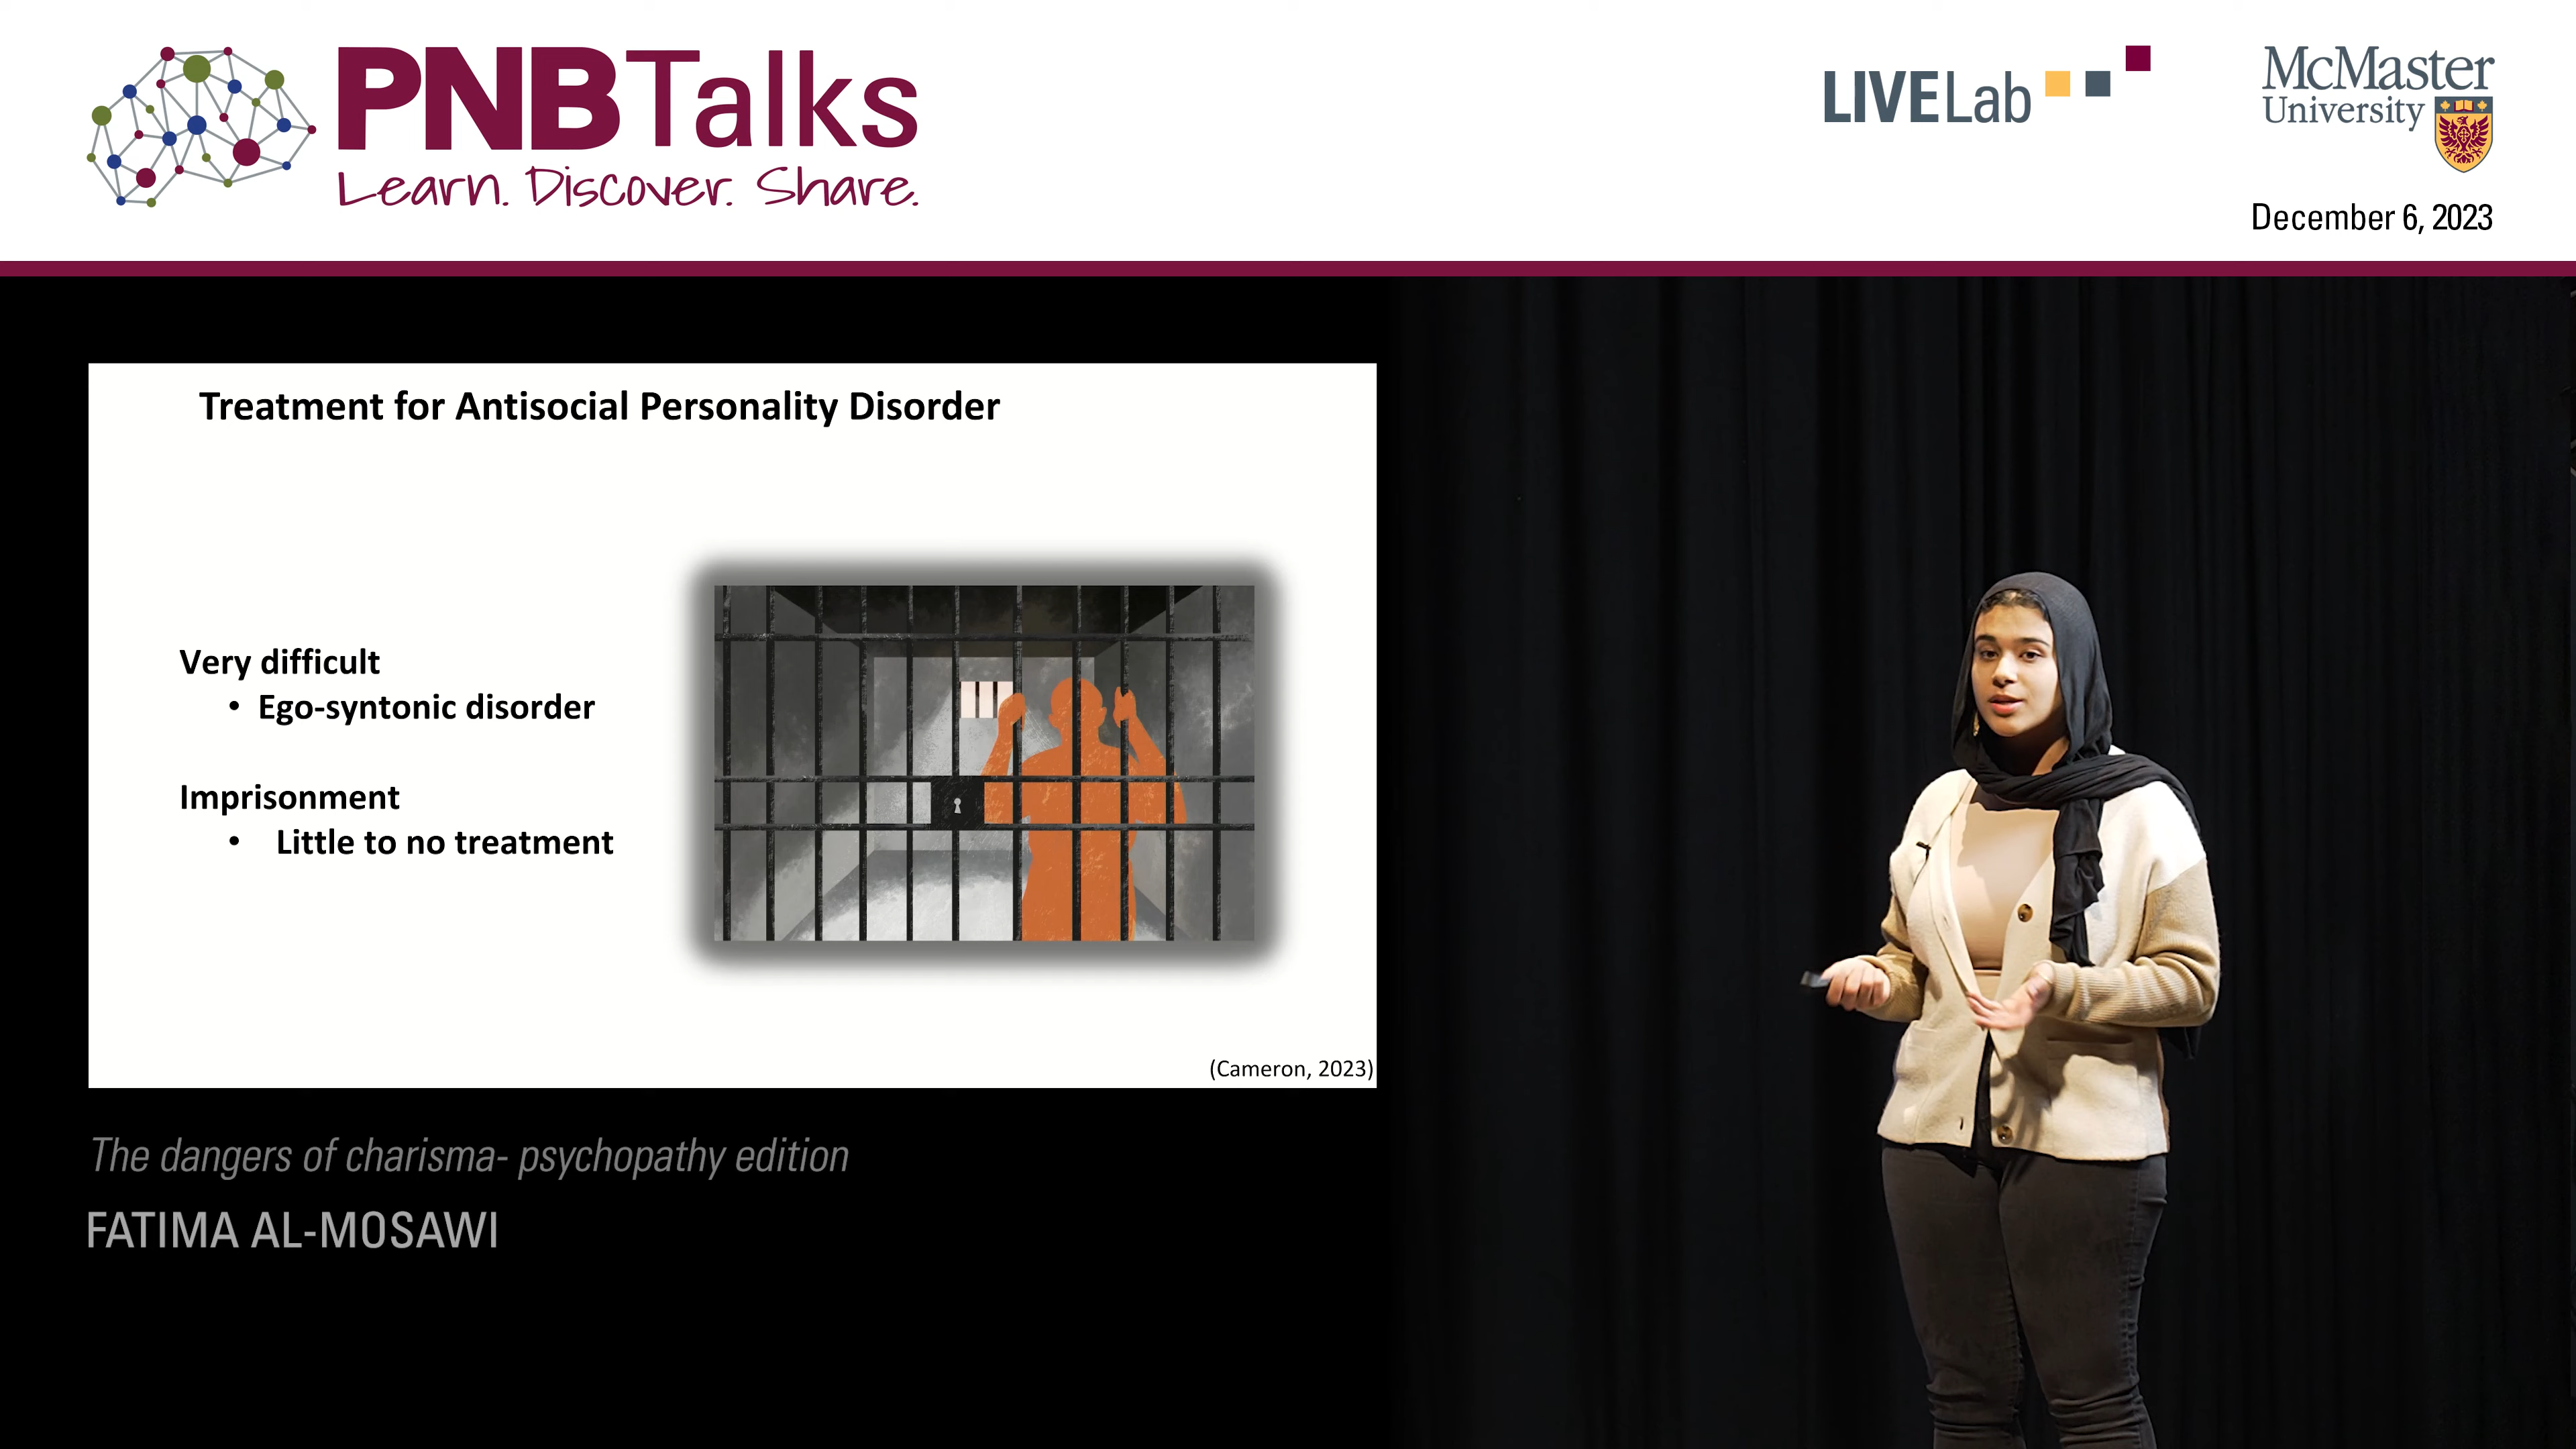 PNBTalks
Learn. Discover. Share.
LIVELab
McMaster
University
December 6, 2023
Treatment for Antisocial Personality Disorder
Very difficult
• Ego-syntonic disorder
Imprisonment
• Little to no treatment
(Cameron, 2023)
The dangers of charisma- psychopathy edition
FATIMA AL-MOSAWI